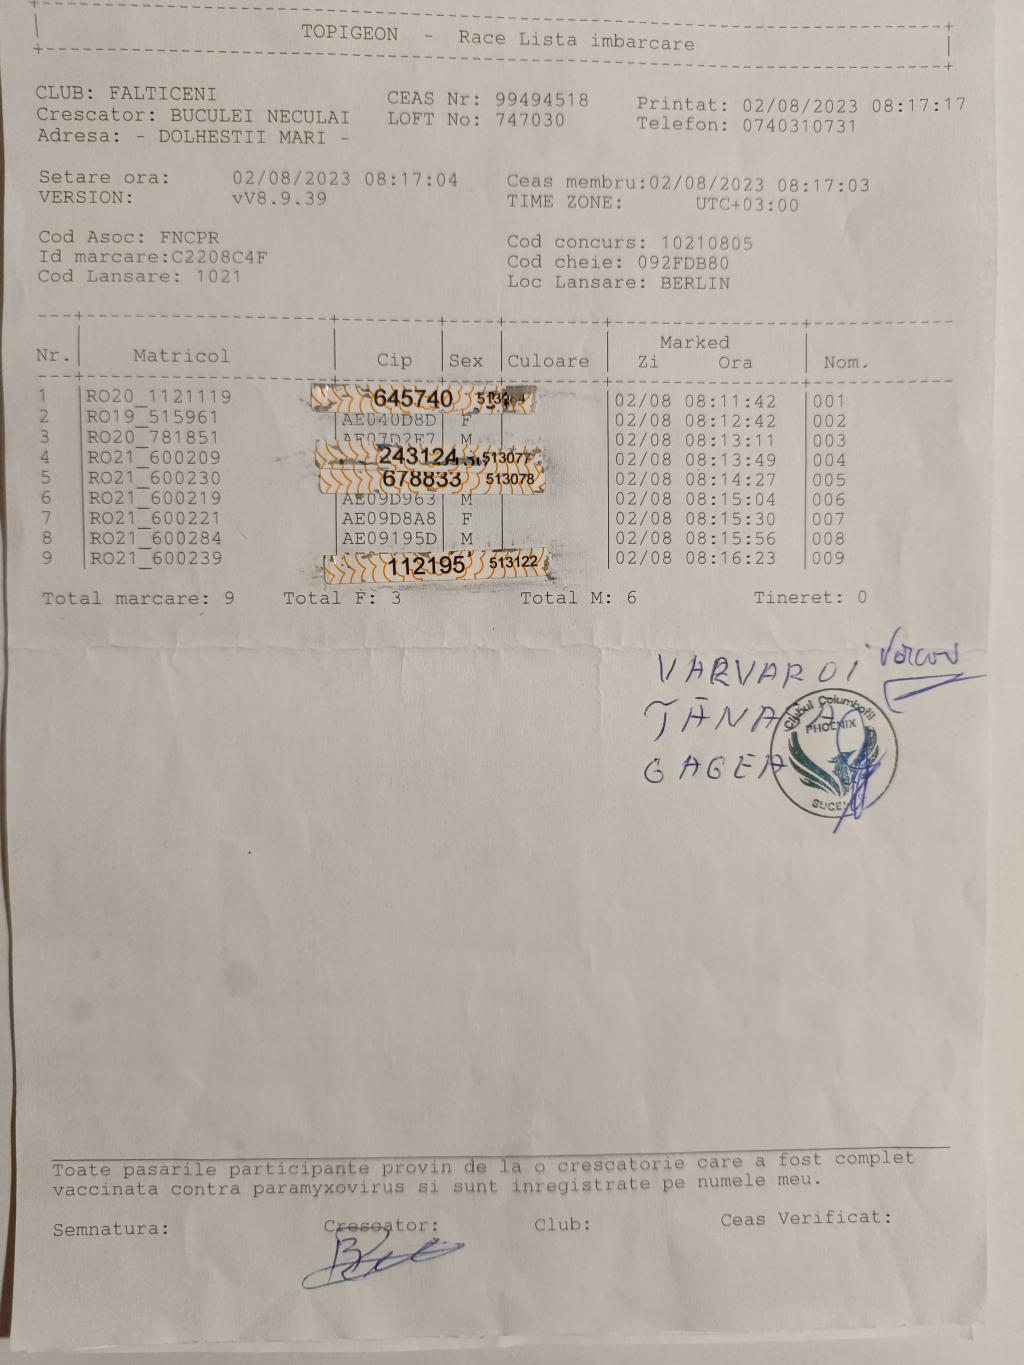 TOPIGEON - Race Lista imbarcare
CLUB: FALTICENI
Crescator: BUCULEI NECULAI
Adresa: - DOLHESTII MARI -
CEAS Nr: 99494518
LOFT No: 747030
Printat: 02/08/2023 08:17:17
Telefon: 0740310731
Setare ora: 02/08/2023 08:17:04
VERSION: vV8.9.39
Ceas membru:02/08/2023 08:17:03
TIME ZONE: UTC+03:00
Cod Asoc: FNCPR
Id marcare:C2208C4F
Cod Lansare: 1021
Cod concurs: 10210805
Cod cheie: 092FDB80
Loc Lansare: BERLIN
Marked
Nr. Matricol Cip Sex Culoare Zi Ora Nom.
1 RO20_1121119 645740 02/08 08:11:42 001
2 RO19_515961 AE040D8D F 02/08 08:12:42 002
3 RO20_781851 AE07D2E7 M 02/08 08:13:11 003
4 RO21_600209 243124 513077 02/08 08:13:49 004
5 RO21_600230 678833 513078 02/08 08:14:27 005
6 RO21_600219 AE09D963 M 02/08 08:15:04 006
7 RO21_600221 AE09D8A8 F 02/08 08:15:30 007
8 RO21_600284 AE09195D M 02/08 08:15:56 008
9 RO21_600239 112195 513122 02/08 08:16:23 009
Total marcare: 9 Total F: 3 Total M: 6 Tineret: 0
VARVAROI
TĂNASA
GAGEA
Clubul Columbofil
PHOENIX
Toate pasarile participante provin de la o crescatorie care a fost complet
vaccinata contra paramyxovirus si sunt inregistrate pe numele meu.
Semnatura: Crescator: Club: Ceas Verificat: